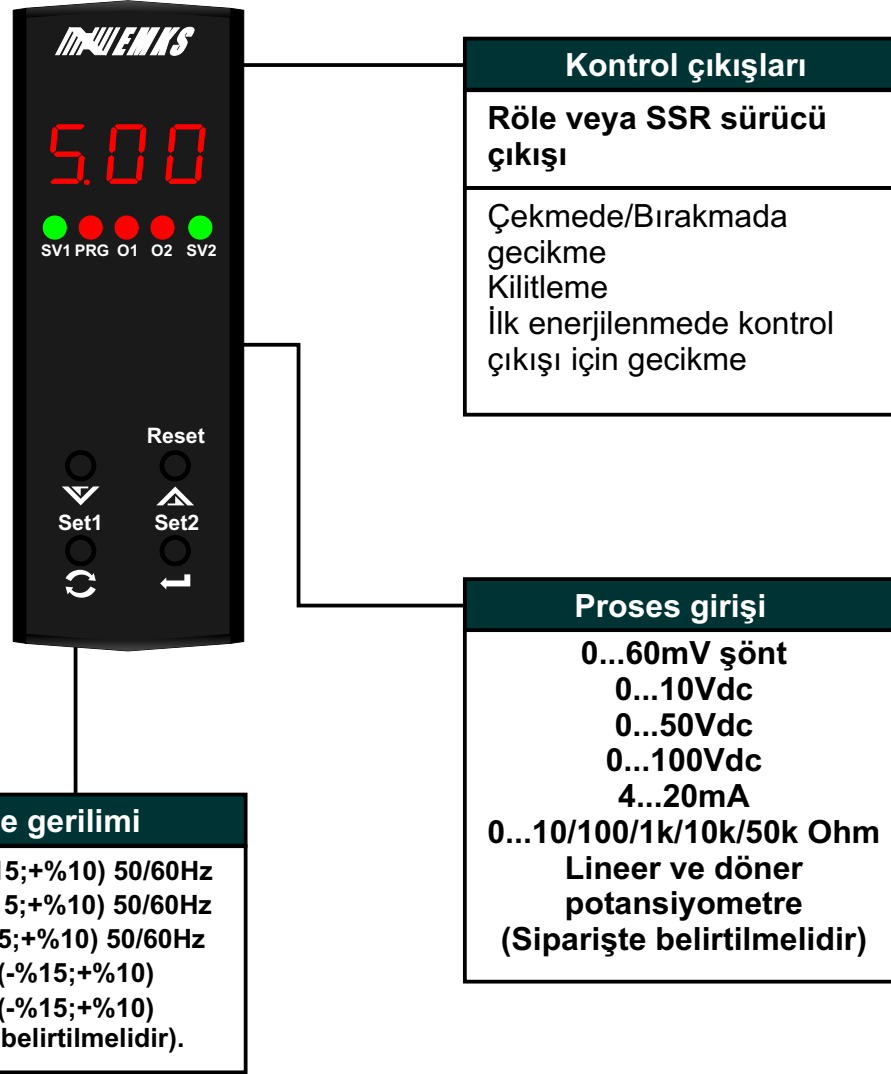 EMKS
5.00
SV1 PRG O1 O2 SV2
Reset
Set1 Set2
Kontrol çıkışları
Röle veya SSR sürücü
çıkışı
Çekmede/Bırakmada
gecikme
Kilitleme
İlk enerjilenmede kontrol
çıkışı için gecikme
Proses girişi
0...60mV şönt
0...10Vdc
0...50Vdc
0...100Vdc
4...20mA
0...10/100/1k/10k/50k Ohm
Lineer ve döner
potansiyometre
(Siparişte belirtilmelidir)
e gerilimi
5;+%10) 50/60Hz
5;+%10) 50/60Hz
5;+%10) 50/60Hz
(-%15;+%10)
(-%15;+%10)
belirtilmelidir).